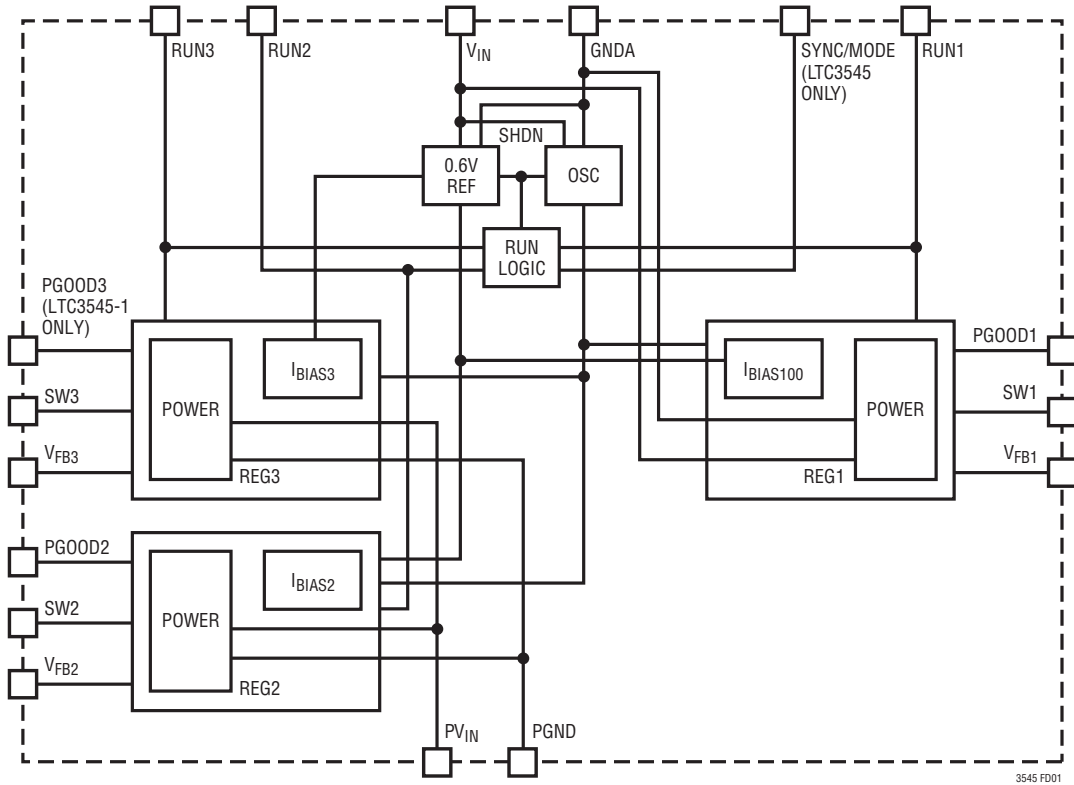 RUN3
RUN2
VIN
GNDA
SYNC/MODE
(LTC3545
ONLY)
RUN1
SHDN
0.6V
REF
OSC
RUN
LOGIC
PGOOD3
(LTC3545-1
ONLY)
SW3
VFB3
POWER
IBIAS3
REG3
IBIAS100
POWER
REG1
PGOOD1
SW1
VFB1
PGOOD2
SW2
VFB2
POWER
IBIAS2
REG2
PVIN
PGND
3545 FD01